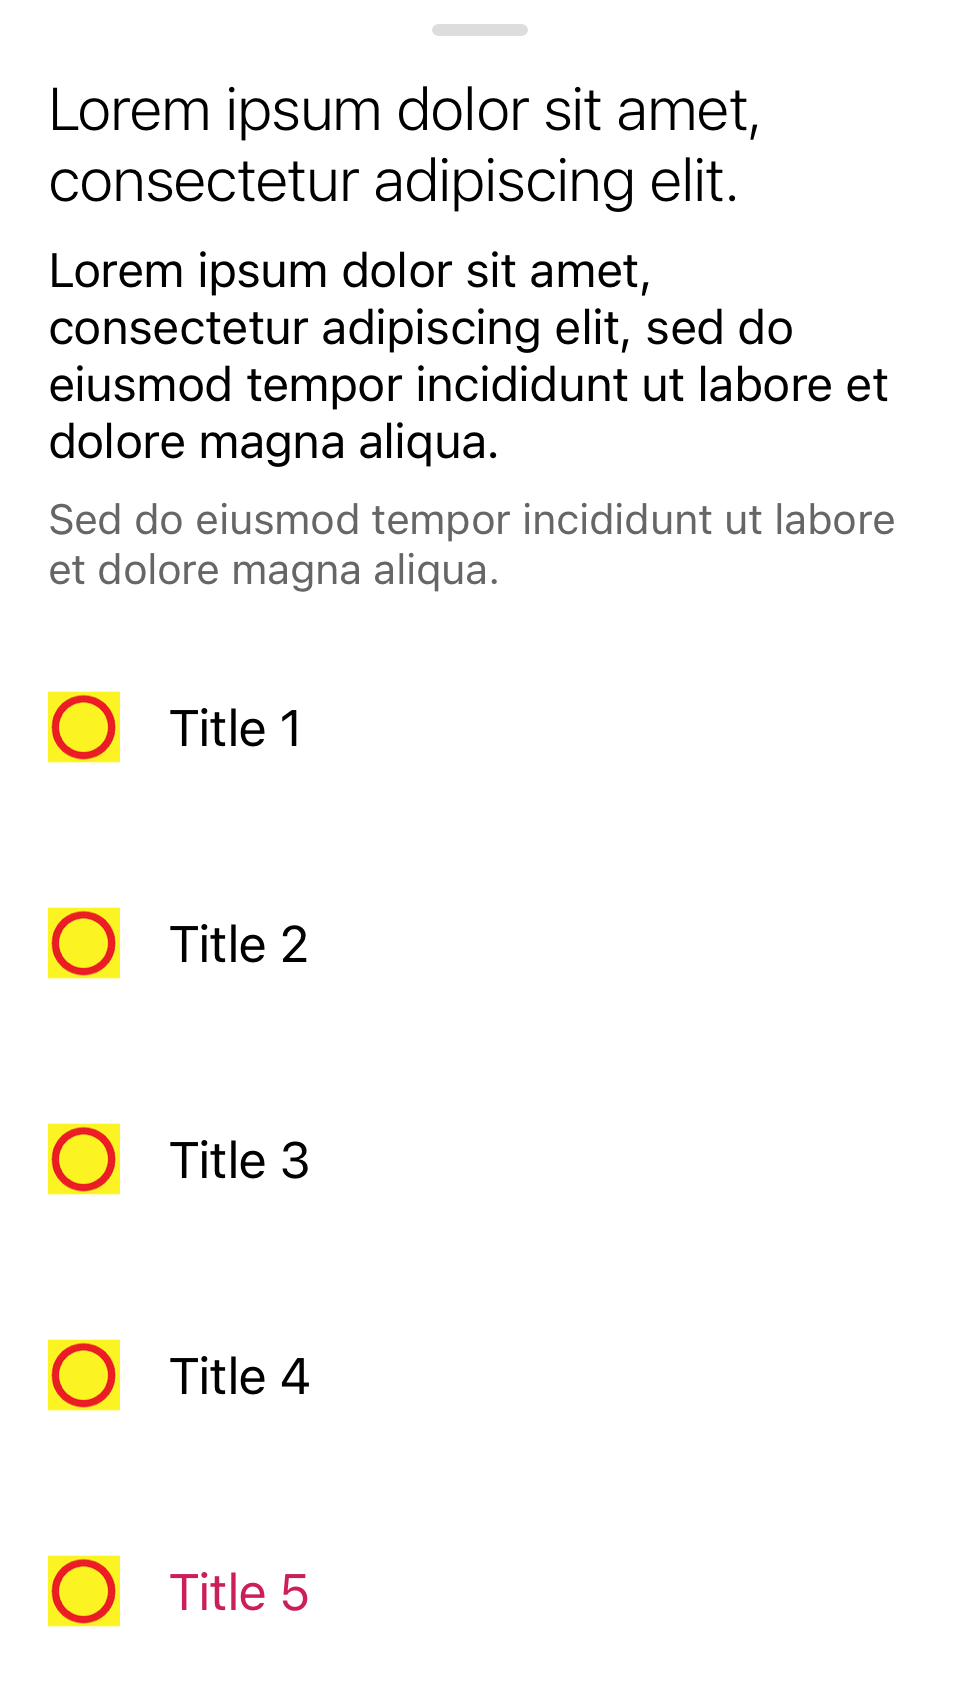 Lorem ipsum dolor sit amet,
consectetur adipiscing elit.
Lorem ipsum dolor sit amet,
consectetur adipiscing elit, sed do
eiusmod tempor incididunt ut labore et
dolore magna aliqua.
Sed do eiusmod tempor incididunt ut labore
et dolore magna aliqua.
Title 1
Title 2
Title 3
Title 4
Title 5